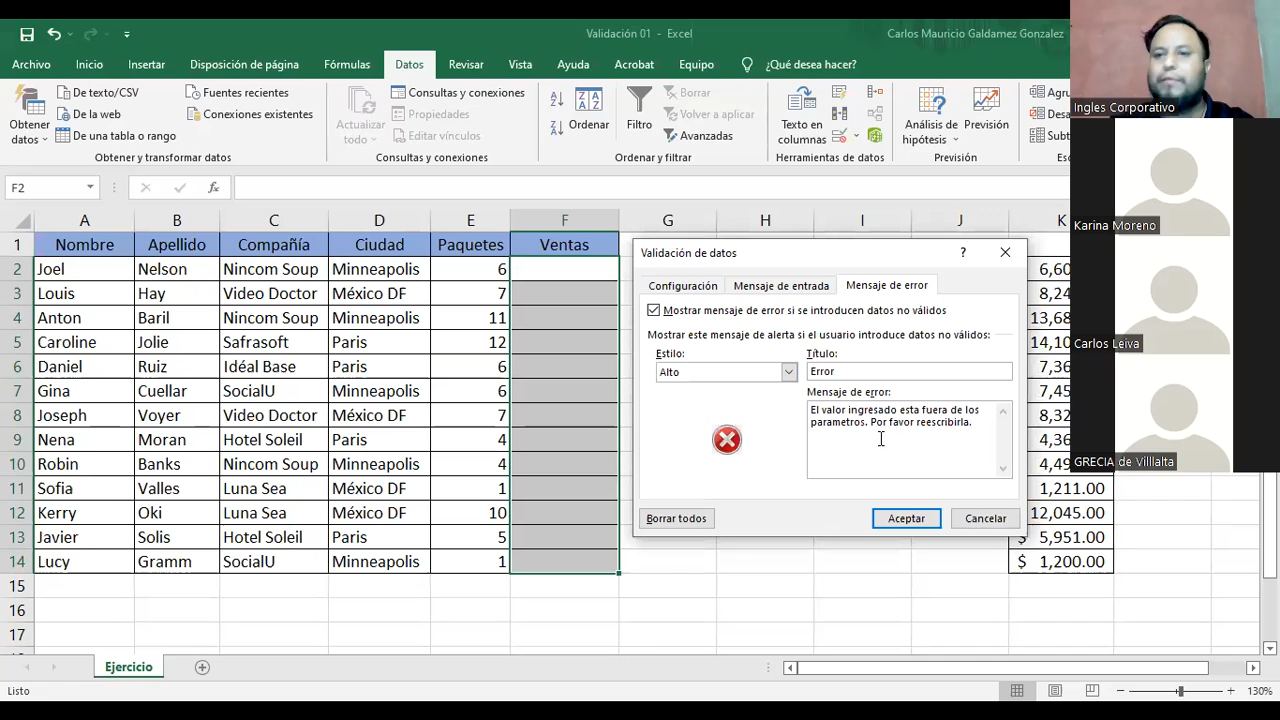 Validación 01 - Excel
Carlos Mauricio Galdamez Gonzalez
Archivo Inicio Insertar Disposición de página Fórmulas Datos Revisar Vista Ayuda Acrobat Equipo ¿Qué desea hacer?
Obtener datos
De texto/CSV
De la web
De una tabla o rango
Fuentes recientes
Conexiones existentes
Obtener y transformar datos
Actualizar todo
Consultas y conexiones
Propiedades
Editar vínculos
Consultas y conexiones
Ordenar
Filtro
Borrar
Volver a aplicar
Avanzadas
Ordenar y filtrar
Texto en columnas
Herramientas de datos
Análisis de hipótesis
Previsión
Previsión
F2
fx
A B C D E F G H I J K
1 Nombre Apellido Compañía Ciudad Paquetes Ventas
2 Joel Nelson Nincom Soup Minneapolis 6
3 Louis Hay Video Doctor México DF 7
4 Anton Baril Nincom Soup Minneapolis 11
5 Caroline Jolie Safrasoft Paris 12
6 Daniel Ruiz Idéal Base Paris 6
7 Gina Cuellar SocialU Minneapolis 6
8 Joseph Voyer Video Doctor México DF 7
9 Nena Moran Hotel Soleil Paris 4
10 Robin Banks Nincom Soup Minneapolis 4
11 Sofia Valles Luna Sea México DF 1 1,211.00
12 Kerry Oki Luna Sea México DF 10 12,045.00
13 Javier Solis Hotel Soleil Paris 5 $ 5,951.00
14 Lucy Gramm SocialU Minneapolis 1 $ 1,200.00
15
16
17
Validación de datos
?
Configuración Mensaje de entrada Mensaje de error
Mostrar mensaje de error si se introducen datos no válidos
Mostrar este mensaje de alerta si el usuario introduce datos no válidos:
Estilo:
Alto
Título:
Error
Mensaje de error:
El valor ingresado esta fuera de los
parametros. Por favor reescribirla.
Borrar todos Aceptar Cancelar
Ejercicio
Listo
130%
Ingles Corporativo
Karina Moreno
Carlos Leiva
GRECIA de Villlalta